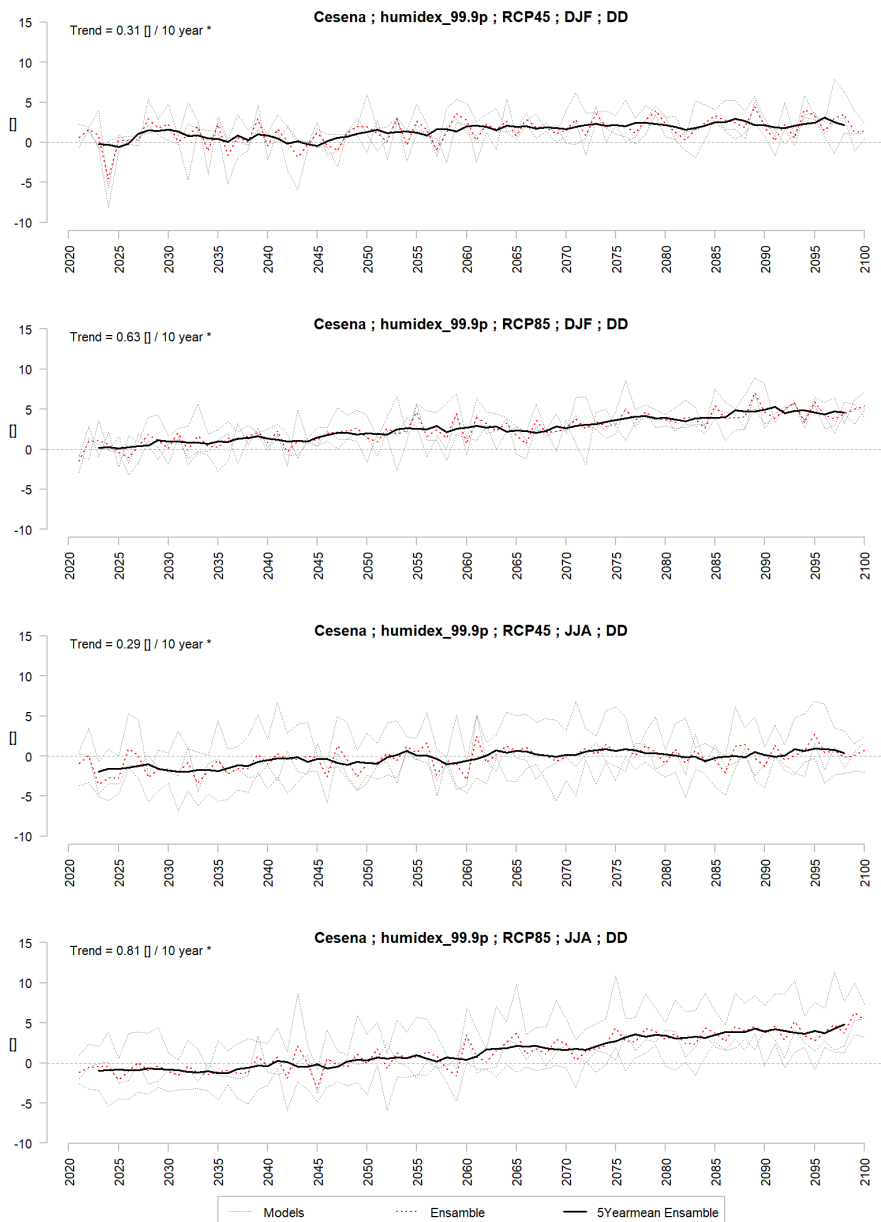 Cesena ; humidex_99.9p ; RCP45 ; DJF ; DD
Trend = 0.31 [] / 10 year *
15
10
5
0
-5
-10
[]
2020 2025 2030 2035 2040 2045 2050 2055 2060 2065 2070 2075 2080 2085 2090 2095 2100
Cesena ; humidex_99.9p ; RCP85 ; DJF ; DD
Trend = 0.63 [] / 10 year *
15
10
5
0
-5
-10
[]
2020 2025 2030 2035 2040 2045 2050 2055 2060 2065 2070 2075 2080 2085 2090 2095 2100
Cesena ; humidex_99.9p ; RCP45 ; JJA ; DD
Trend = 0.29 [] / 10 year *
15
10
5
0
-5
-10
[]
2020 2025 2030 2035 2040 2045 2050 2055 2060 2065 2070 2075 2080 2085 2090 2095 2100
Cesena ; humidex_99.9p ; RCP85 ; JJA ; DD
Trend = 0.81 [] / 10 year *
15
10
5
0
-5
-10
[]
2020 2025 2030 2035 2040 2045 2050 2055 2060 2065 2070 2075 2080 2085 2090 2095 2100
Models Ensamble 5Yearmean Ensamble